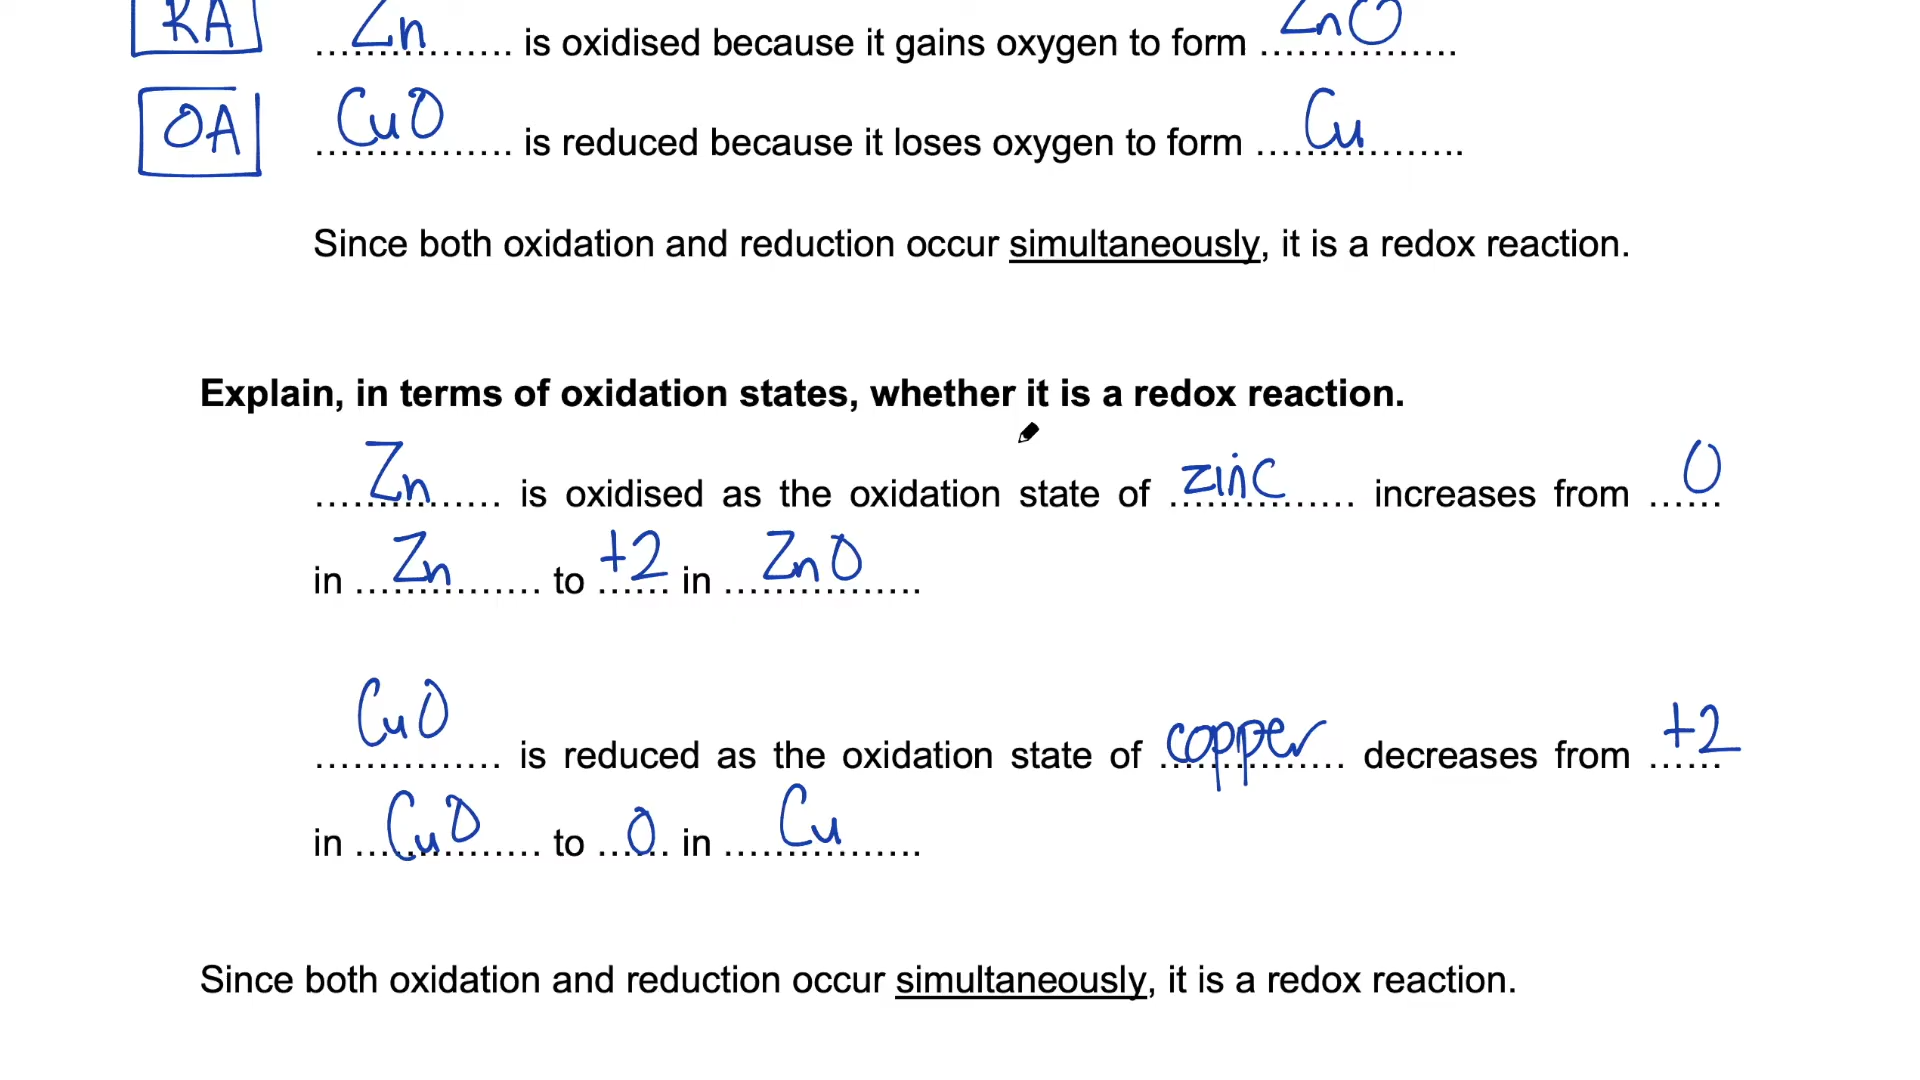 RA Zn is oxidised because it gains oxygen to form ZnO.
OA CuO is reduced because it loses oxygen to form Cu.
Since both oxidation and reduction occur simultaneously, it is a redox reaction.
Explain, in terms of oxidation states, whether it is a redox reaction.
Zn is oxidised as the oxidation state of zinc increases from 0
in Zn to +2 in ZnO.
CuO is reduced as the oxidation state of copper decreases from +2
in CuO to 0 in Cu.
Since both oxidation and reduction occur simultaneously, it is a redox reaction.